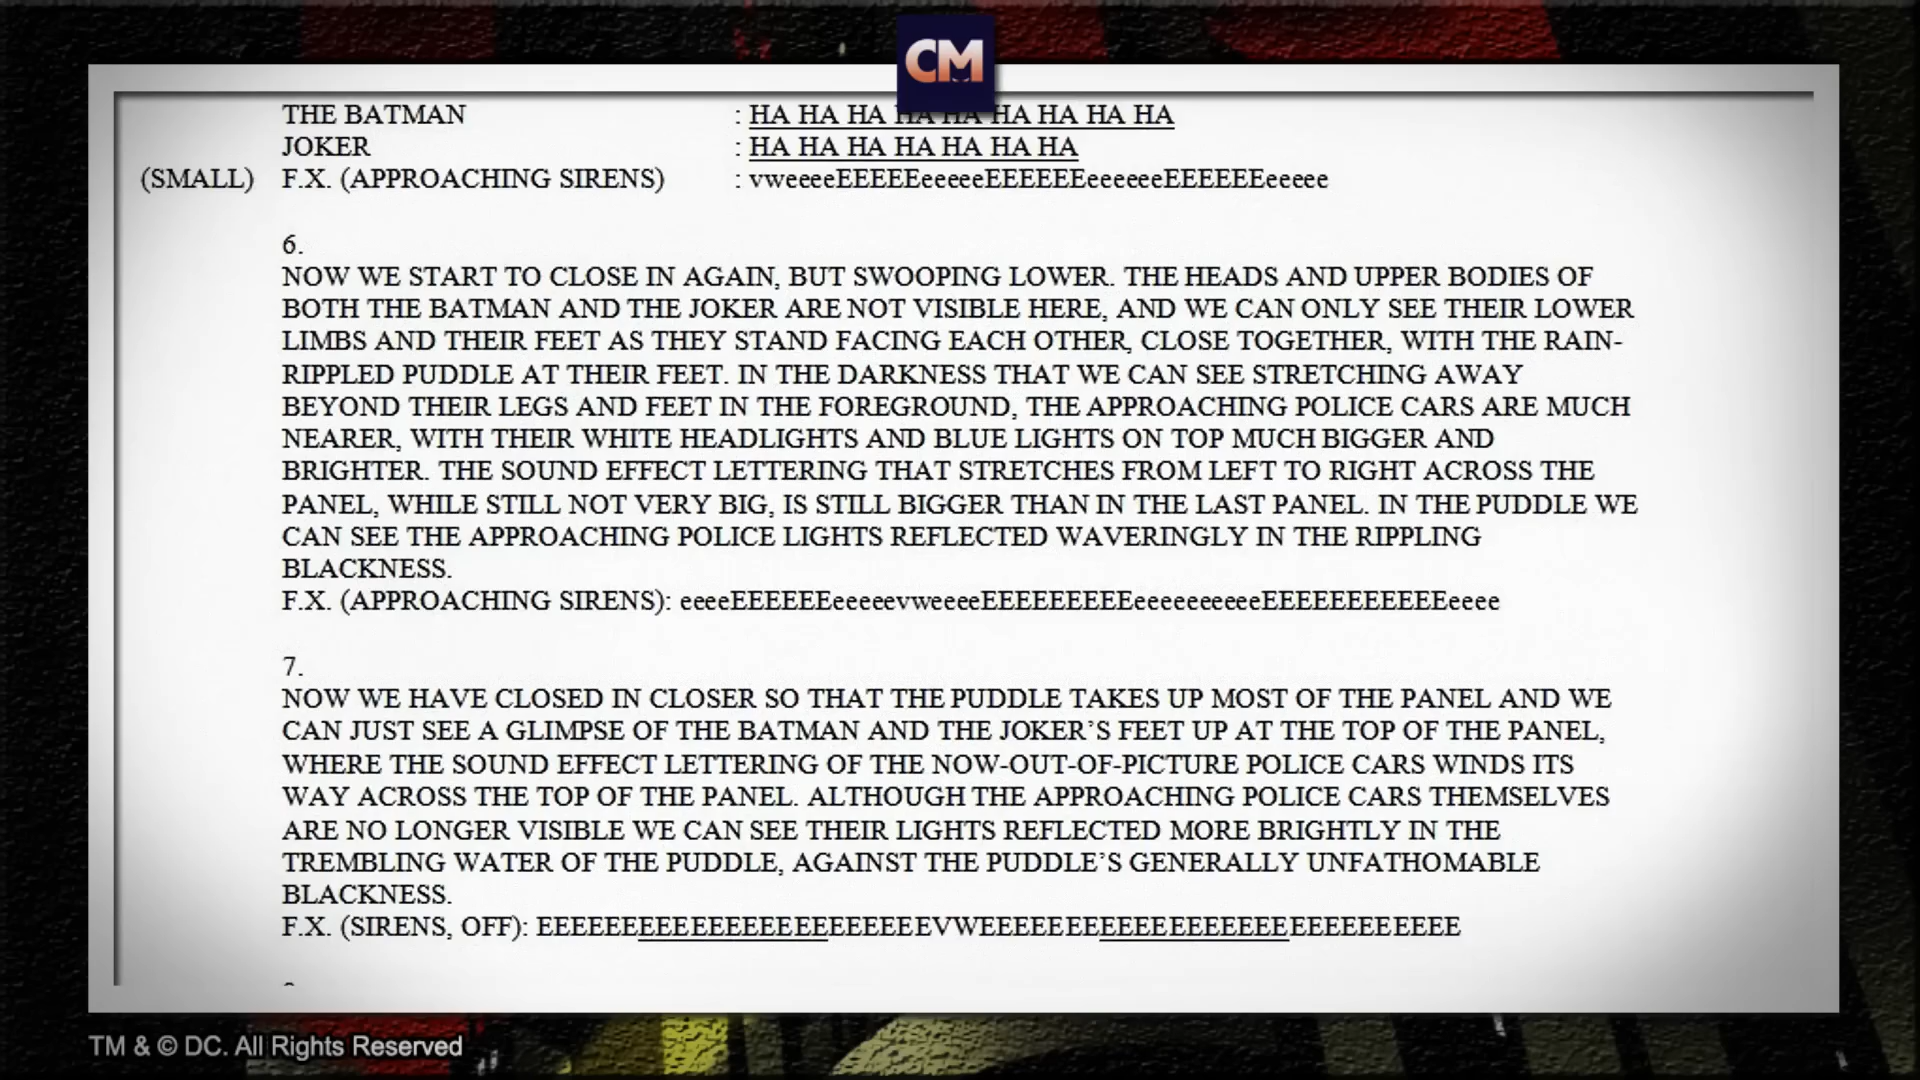 CM
THE BATMAN : HA HA HA HA HA HA HA HA HA
JOKER : HA HA HA HA HA HA HA
(SMALL) F.X. (APPROACHING SIRENS) : vweeeeEEEEEeeeeeEEEEEEeeeeeeEEEEEEeeeee
6.
NOW WE START TO CLOSE IN AGAIN, BUT SWOOPING LOWER. THE HEADS AND UPPER BODIES OF
BOTH THE BATMAN AND THE JOKER ARE NOT VISIBLE HERE, AND WE CAN ONLY SEE THEIR LOWER
LIMBS AND THEIR FEET AS THEY STAND FACING EACH OTHER, CLOSE TOGETHER, WITH THE RAIN-
RIPPLED PUDDLE AT THEIR FEET. IN THE DARKNESS THAT WE CAN SEE STRETCHING AWAY
BEYOND THEIR LEGS AND FEET IN THE FOREGROUND, THE APPROACHING POLICE CARS ARE MUCH
NEARER, WITH THEIR WHITE HEADLIGHTS AND BLUE LIGHTS ON TOP MUCH BIGGER AND
BRIGHTER. THE SOUND EFFECT LETTERING THAT STRETCHES FROM LEFT TO RIGHT ACROSS THE
PANEL, WHILE STILL NOT VERY BIG, IS STILL BIGGER THAN IN THE LAST PANEL. IN THE PUDDLE WE
CAN SEE THE APPROACHING POLICE LIGHTS REFLECTED WAVERINGLY IN THE RIPPLING
BLACKNESS.
F.X. (APPROACHING SIRENS): eeeeEEEEEEeeeeevweeeeEEEEEEEEEeeeeeeeeeeEEEEEEEEEEEeeee
7.
NOW WE HAVE CLOSED IN CLOSER SO THAT THE PUDDLE TAKES UP MOST OF THE PANEL AND WE
CAN JUST SEE A GLIMPSE OF THE BATMAN AND THE JOKER'S FEET UP AT THE TOP OF THE PANEL,
WHERE THE SOUND EFFECT LETTERING OF THE NOW-OUT-OF-PICTURE POLICE CARS WINDS ITS
WAY ACROSS THE TOP OF THE PANEL. ALTHOUGH THE APPROACHING POLICE CARS THEMSELVES
ARE NO LONGER VISIBLE WE CAN SEE THEIR LIGHTS REFLECTED MORE BRIGHTLY IN THE
TREMBLING WATER OF THE PUDDLE, AGAINST THE PUDDLE'S GENERALLY UNFATHOMABLE
BLACKNESS.
F.X. (SIRENS, OFF): EEEEEEEEEEEEEEEEEEEEEEEVWEEEEEEEEEEEEEEEEEEEEEEEEEEEE
TM & © DC. All Rights Reserved